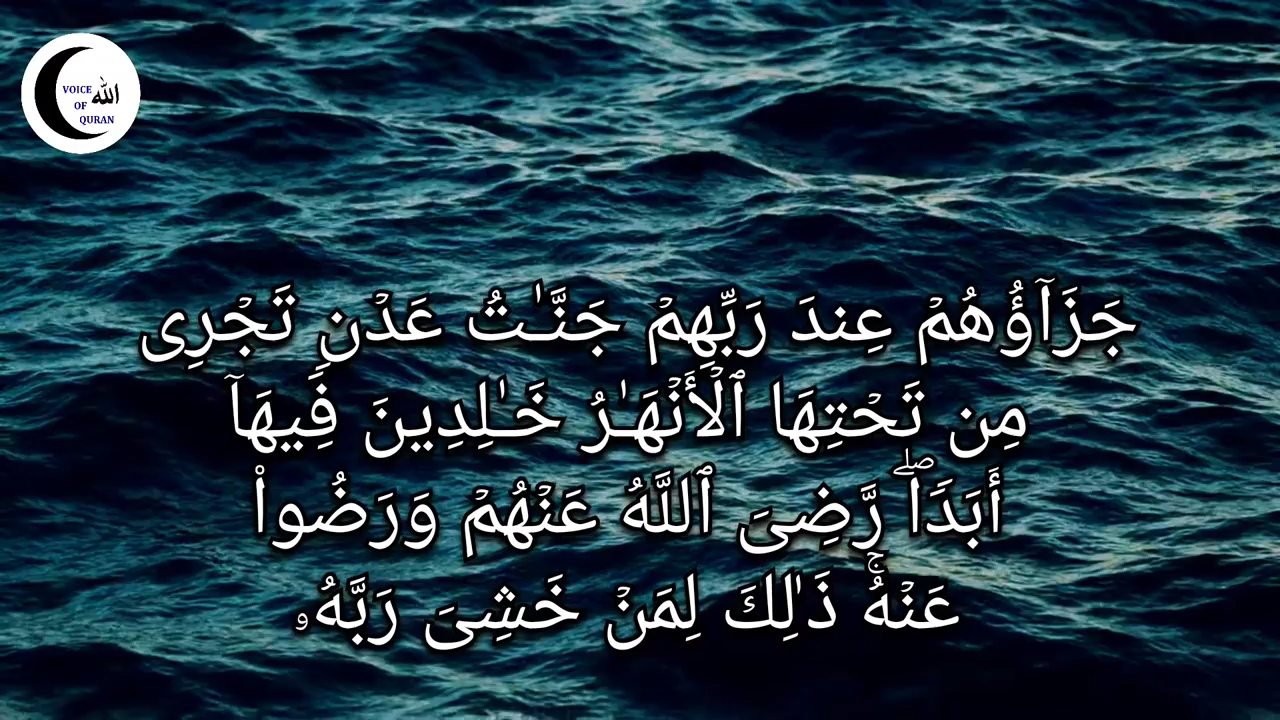 VOICE
الله
OF
QURAN
جَزَآؤُهُمْ عِندَ رَبِّهِمْ جَنَّـٰتُ عَدْنٍ تَجْرِى
مِن تَحْتِهَا ٱلْأَنْهَـٰرُ خَـٰلِدِينَ فِيهَآ
أَبَدًا ۖ رَّضِىَ ٱللَّهُ عَنْهُمْ وَرَضُوا۟
عَنْهُ ۚ ذَٰلِكَ لِمَنْ خَشِىَ رَبَّهُۥ